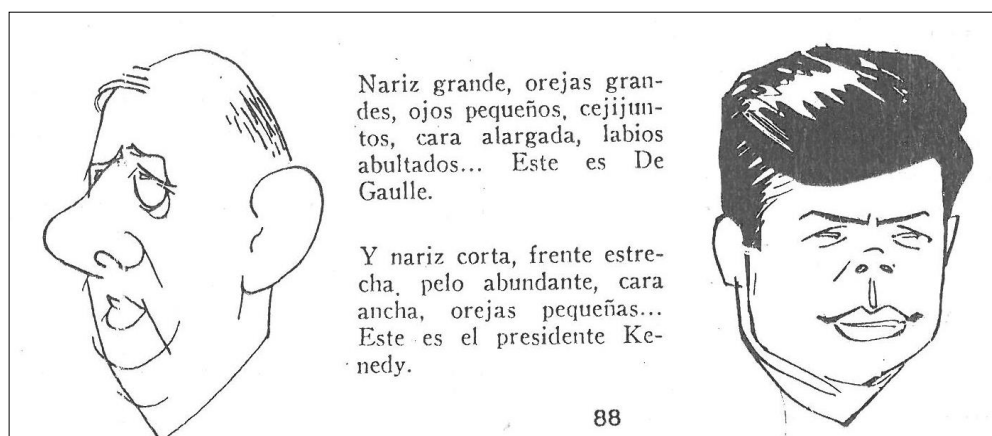 Nariz grande, orejas gran-
des, ojos pequeños, cejijun-
tos, cara alargada, labios
abultados... Este es De
Gaulle.
Y nariz corta, frente estre-
cha, pelo abundante, cara
ancha, orejas pequeñas...
Este es el presidente Ke-
nedy.
88